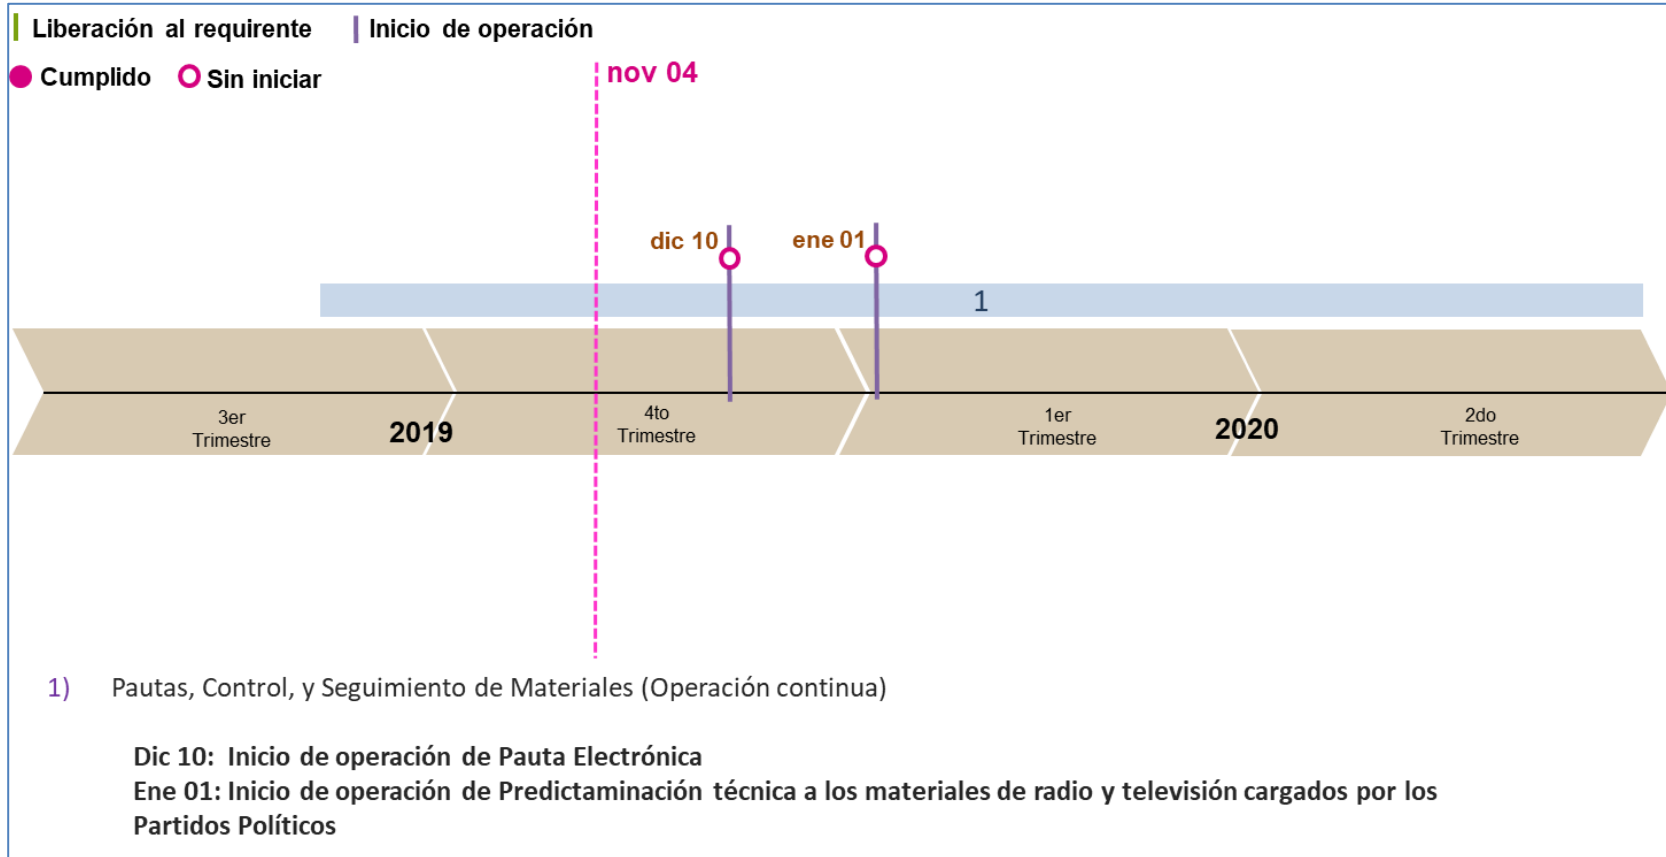 Liberación al requirente
Inicio de operación
Cumplido
Sin iniciar
nov 04
dic 10
ene 01
1
3er
Trimestre
2019
4to
Trimestre
1er
Trimestre
2020
2do
Trimestre
1) Pautas, Control, y Seguimiento de Materiales (Operación continua)
Dic 10: Inicio de operación de Pauta Electrónica
Ene 01: Inicio de operación de Predictaminación técnica a los materiales de radio y televisión cargados por los
Partidos Políticos